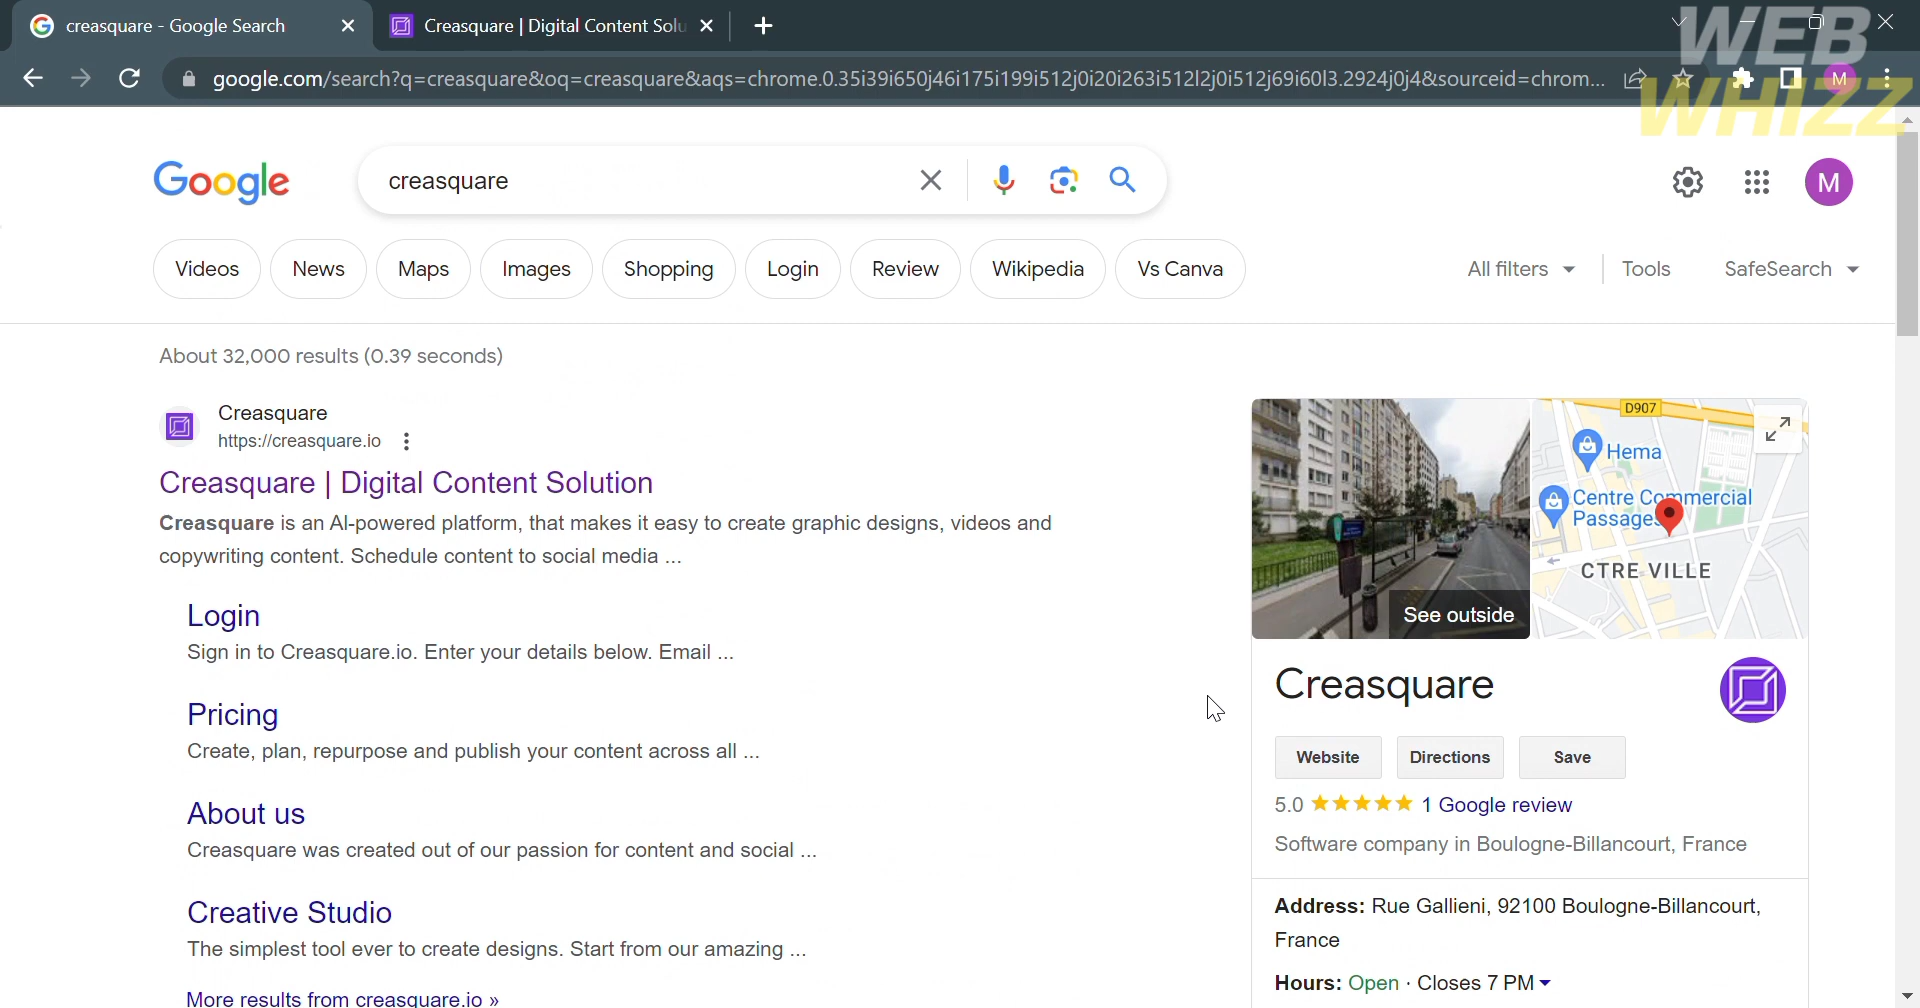 creasquare - Google Search
Creasquare | Digital Content Solu
WEB
WHIZZ
google.com/search?q=creasquare&oq=creasquare&aqs=chrome.0.35i39i650j46i175i199i512j0i20i263i512l2j0i512j69i60l3.2924j0j4&sourceid=chrom...
M
Google
creasquare
M
Videos
News
Maps
Images
Shopping
Login
Review
Wikipedia
Vs Canva
All filters
Tools
SafeSearch
About 32,000 results (0.39 seconds)
Creasquare
https://creasquare.io
Creasquare | Digital Content Solution
Creasquare is an AI-powered platform, that makes it easy to create graphic designs, videos and
copywriting content. Schedule content to social media ...
Login
Sign in to Creasquare.io. Enter your details below. Email ...
Pricing
Create, plan, repurpose and publish your content across all ...
About us
Creasquare was created out of our passion for content and social ...
Creative Studio
The simplest tool ever to create designs. Start from our amazing ...
More results from creasquare.io »
See outside
D907
Hema
Centre Commercial
Passages
CTRE VILLE
Creasquare
Website
Directions
Save
5.0 ★★★★★ 1 Google review
Software company in Boulogne-Billancourt, France
Address: Rue Gallieni, 92100 Boulogne-Billancourt,
France
Hours: Open · Closes 7 PM